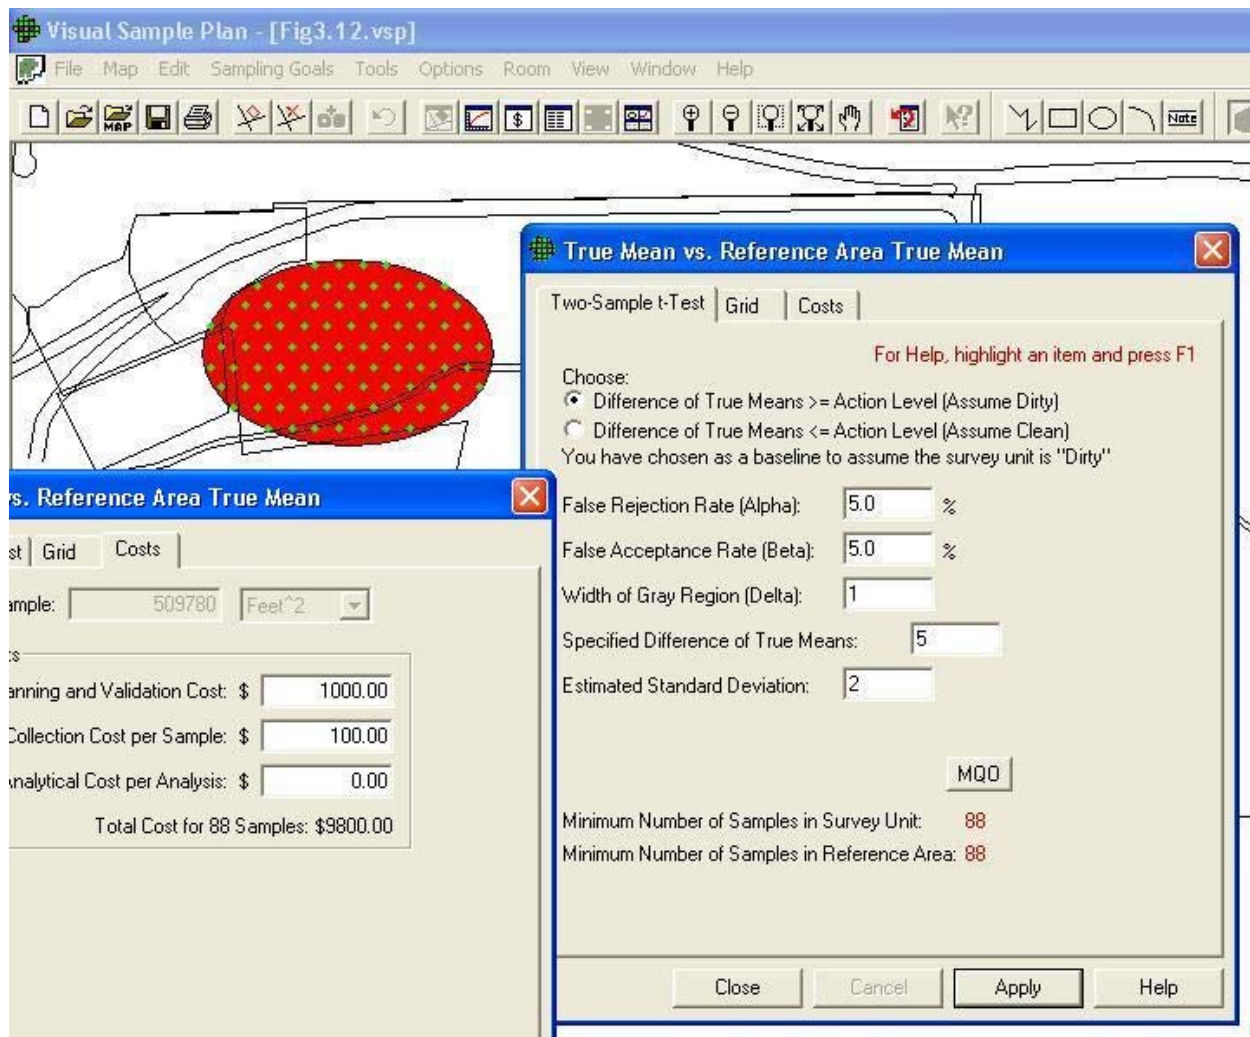 Visual Sample Plan - [Fig3.12.vsp]
File Map Edit Sampling Goals Tools Options Room View Window Help
MAP $ Note
True Mean vs. Reference Area True Mean
Two-Sample t-Test Grid Costs
For Help, highlight an item and press F1
Choose:
Difference of True Means >= Action Level (Assume Dirty)
Difference of True Means <= Action Level (Assume Clean)
You have chosen as a baseline to assume the survey unit is "Dirty"
False Rejection Rate (Alpha): 5.0 %
False Acceptance Rate (Beta): 5.0 %
Width of Gray Region (Delta): 1
Specified Difference of True Means: 5
Estimated Standard Deviation: 2
MQO
Minimum Number of Samples in Survey Unit: 88
Minimum Number of Samples in Reference Area: 88
Close Cancel Apply Help
vs. Reference Area True Mean
st Grid Costs
ample: 509780 Feet^2
ts
anning and Validation Cost: $ 1000.00
Collection Cost per Sample: $ 100.00
Analytical Cost per Analysis: $ 0.00
Total Cost for 88 Samples: $9800.00